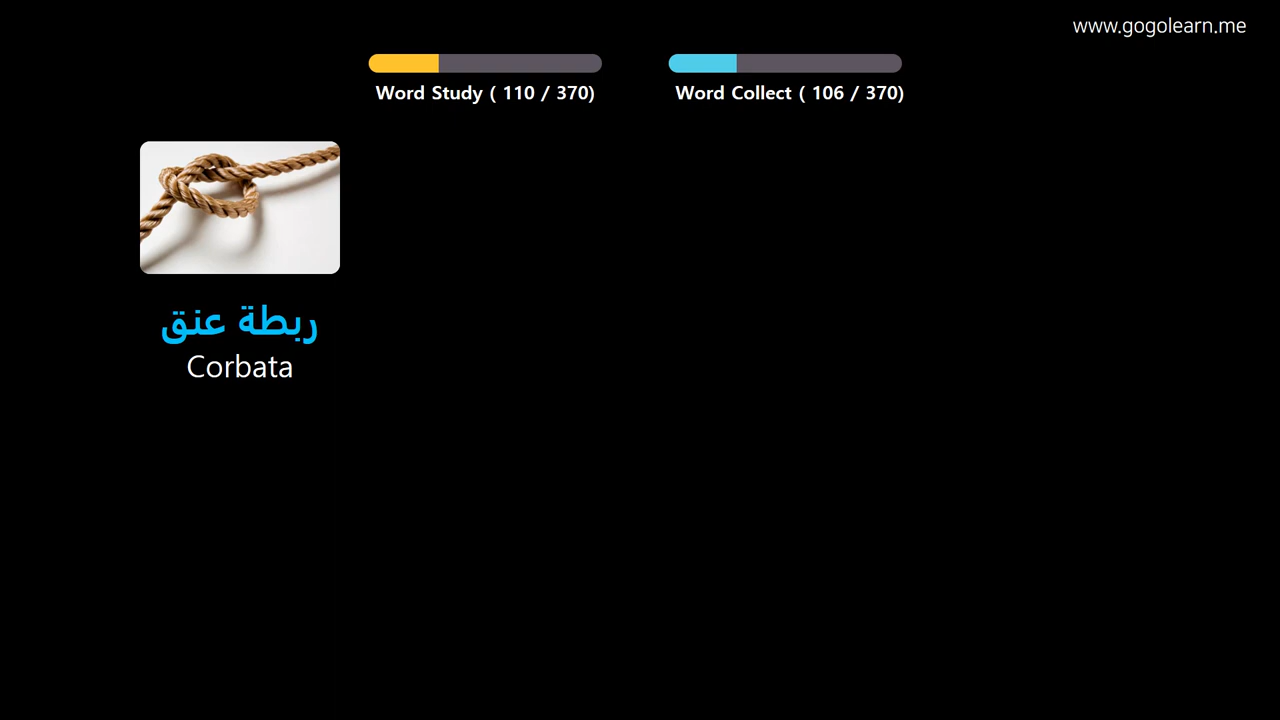 www.gogolearn.me
Word Study ( 110 / 370)
Word Collect ( 106 / 370)
ربطة عنق
Corbata